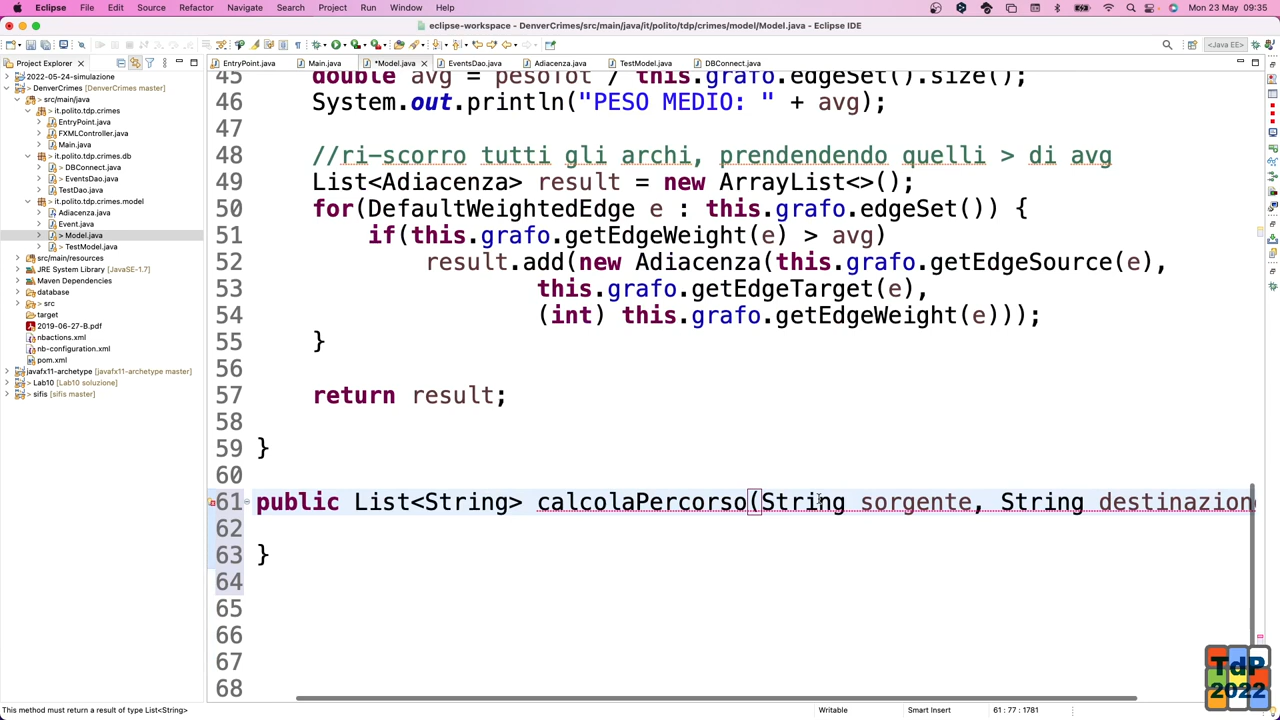 Eclipse File Edit Source Refactor Navigate Search Project Run Window Help Mon 23 May 09:35
eclipse-workspace - DenverCrimes/src/main/java/it/polito/tdp/crimes/model/Model.java - Eclipse IDE
<Java EE>
Project Explorer
EntryPoint.java Main.java *Model.java EventsDao.java Adiacenza.java TestModel.java DBConnect.java
2022-05-24-simulazione
DenverCrimes [DenverCrimes master]
src/main/java
it.polito.tdp.crimes
EntryPoint.java
FXMLController.java
Main.java
it.polito.tdp.crimes.db
> DBConnect.java
> EventsDao.java
TestDao.java
it.polito.tdp.crimes.model
Adiacenza.java
Event.java
> Model.java
> TestModel.java
src/main/resources
JRE System Library [JavaSE-1.7]
Maven Dependencies
database
> src
target
2019-06-27-B.pdf
nbactions.xml
nb-configuration.xml
pom.xml
javafx11-archetype [javafx11-archetype master]
> Lab10 [Lab10 soluzione]
> sifis [sifis master]
45 double avg = pesoTot / this.grafo.edgeSet().size();
46 System.out.println("PESO MEDIO: " + avg);
47
48 //ri-scorro tutti gli archi, prendendendo quelli > di avg
49 List<Adiacenza> result = new ArrayList<>();
50 for(DefaultWeightedEdge e : this.grafo.edgeSet()) {
51 if(this.grafo.getEdgeWeight(e) > avg)
52 result.add(new Adiacenza(this.grafo.getEdgeSource(e),
53 this.grafo.getEdgeTarget(e),
54 (int) this.grafo.getEdgeWeight(e)));
55 }
56
57 return result;
58
59 }
60
61 public List<String> calcolaPercorso(String sorgente, String destinazion
62
63 }
64
65
66
67
68
TdP
2022
This method must return a result of type List<String> Writable Smart Insert 61 : 77 : 1781